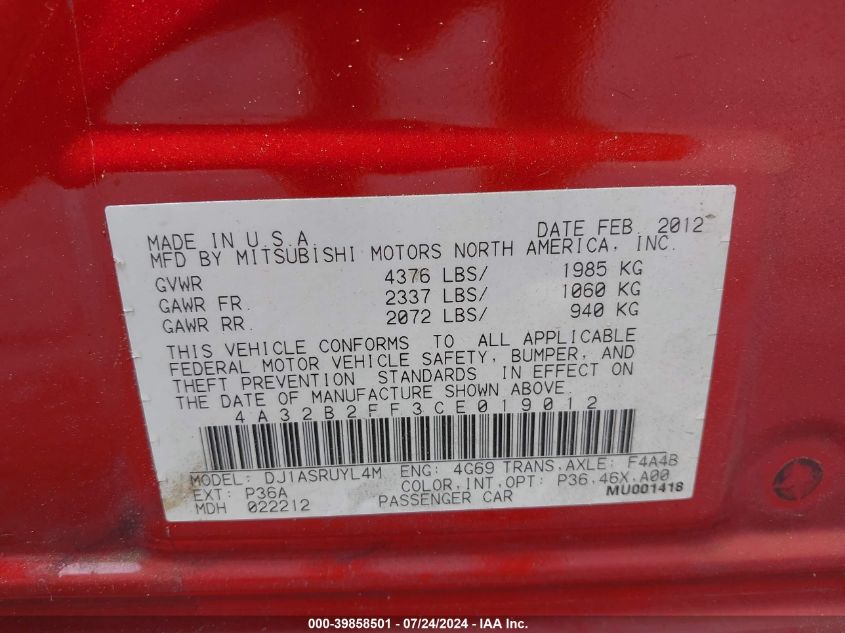 MADE IN U.S.A DATE FEB. 2012
MFD BY MITSUBISHI MOTORS NORTH AMERICA, INC.
GVWR 4376 LBS/ 1985 KG
GAWR FR. 2337 LBS/ 1060 KG
GAWR RR. 2072 LBS/ 940 KG
THIS VEHICLE CONFORMS TO ALL APPLICABLE
FEDERAL MOTOR VEHICLE SAFETY, BUMPER, AND
THEFT PREVENTION STANDARDS IN EFFECT ON
THE DATE OF MANUFACTURE SHOWN ABOVE.
4A32B2FF3CE019012
MODEL: DJ1ASRUYL4M ENG: 4G69 TRANS,AXLE: F4A4B
EXT: P36A COLOR,INT,OPT: P36,46X,A00
MDH 022212 PASSENGER CAR MU001418
000-39858501 - 07/24/2024 - IAA Inc.